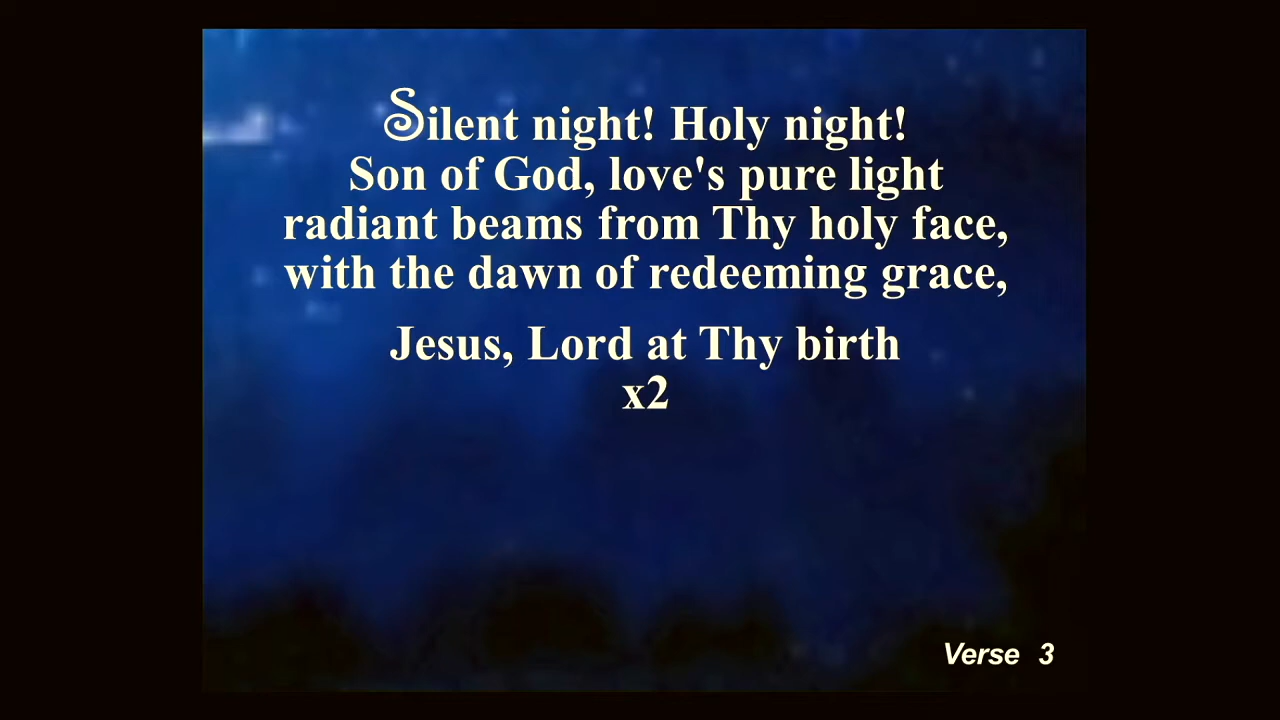 Silent night! Holy night!
Son of God, love's pure light
radiant beams from Thy holy face,
with the dawn of redeeming grace,
Jesus, Lord at Thy birth
x2
Verse 3